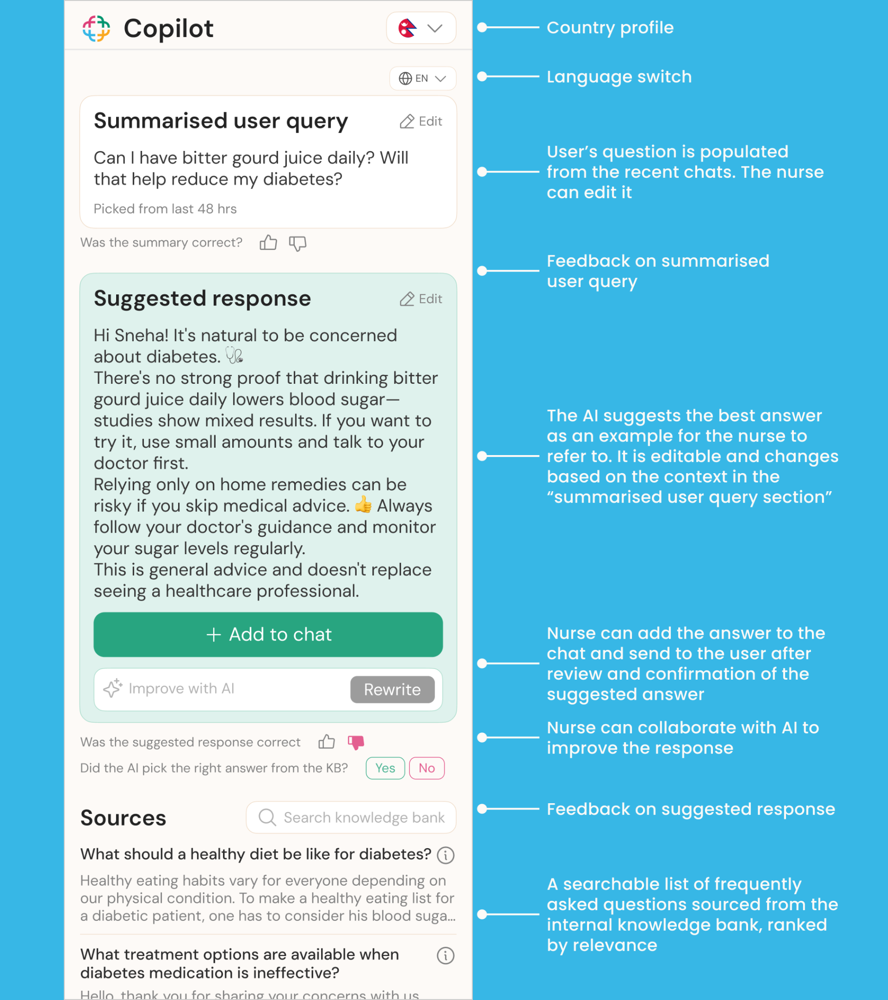 Copilot
Country profile
EN
Language switch
Summarised user query
Edit
Can I have bitter gourd juice daily? Will
that help reduce my diabetes?
Picked from last 48 hrs
User’s question is populated
from the recent chats. The nurse
can edit it
Was the summary correct?
Feedback on summarised
user query
Suggested response
Edit
Hi Sneha! It's natural to be concerned
about diabetes. 🩺
There's no strong proof that drinking bitter
gourd juice daily lowers blood sugar—
studies show mixed results. If you want to
try it, use small amounts and talk to your
doctor first.
Relying only on home remedies can be
risky if you skip medical advice. 👍 Always
follow your doctor's guidance and monitor
your sugar levels regularly.
This is general advice and doesn't replace
seeing a healthcare professional.
The AI suggests the best answer
as an example for the nurse to
refer to. It is editable and changes
based on the context in the
“summarised user query section”
+ Add to chat
Nurse can add the answer to the
chat and send to the user after
review and confirmation of the
suggested answer
Improve with AI
Rewrite
Nurse can collaborate with AI to
improve the response
Was the suggested response correct
Did the AI pick the right answer from the KB?
Yes
No
Feedback on suggested response
Sources
Search knowledge bank
What should a healthy diet be like for diabetes?
Healthy eating habits vary for everyone depending on
our physical condition. To make a healthy eating list for
a diabetic patient, one has to consider his blood suga...
What treatment options are available when
diabetes medication is ineffective?
Hello, thank you for sharing your concerns with us
A searchable list of frequently
asked questions sourced from the
internal knowledge bank, ranked
by relevance